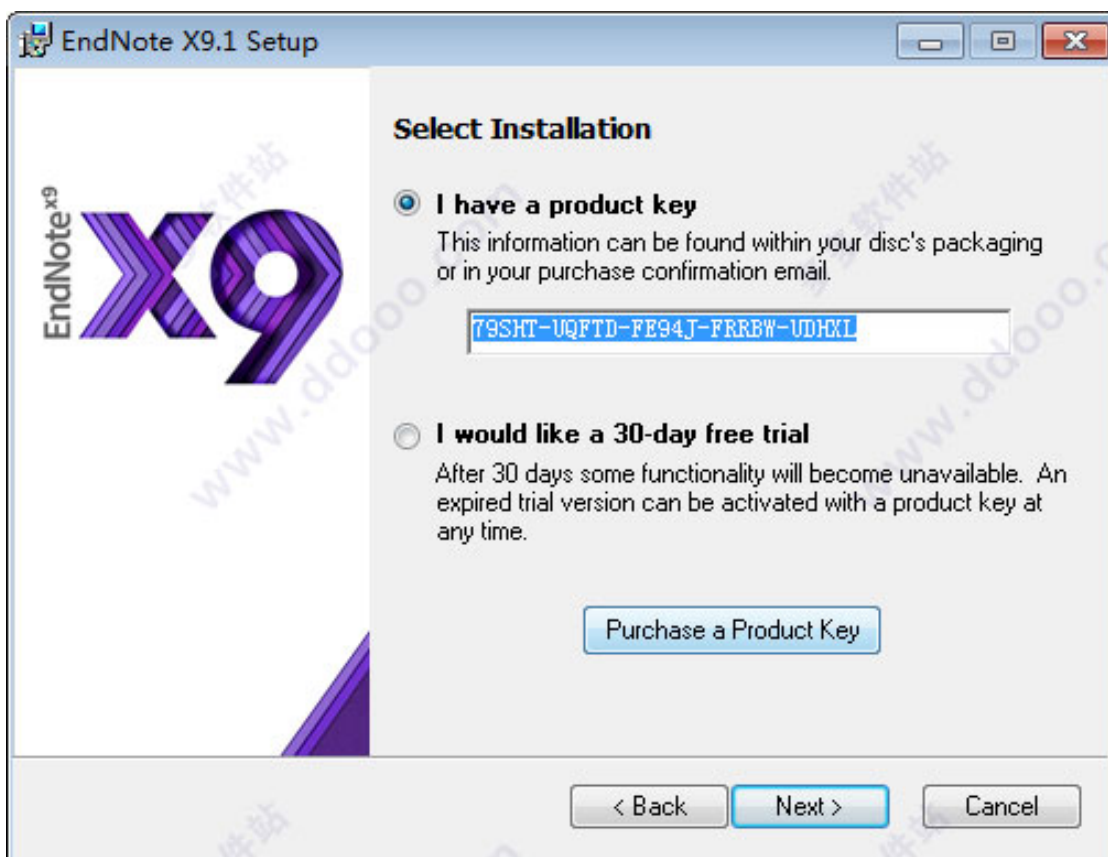 EndNote X9.1 Setup
EndNote x9
X9
Select Installation
I have a product key
This information can be found within your disc's packaging
or in your purchase confirmation email.
79SHT-UQFTD-FE94J-FRRBW-UDHXL
I would like a 30-day free trial
After 30 days some functionality will become unavailable. An
expired trial version can be activated with a product key at
any time.
Purchase a Product Key
< Back
Next >
Cancel
www.ddooo.com